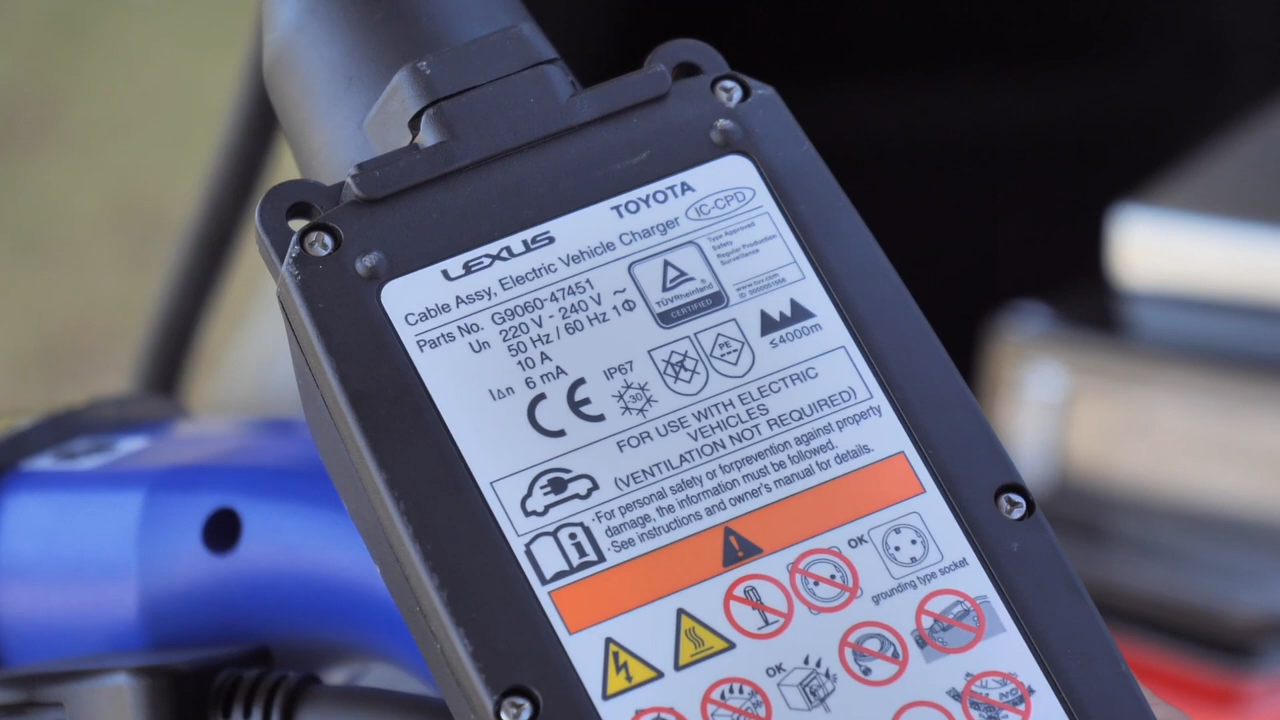 LEXUS TOYOTA
Cable Assy, Electric Vehicle Charger IC-CPD
Parts No. G9060-47451
Un 220 V - 240 V ~
50 Hz / 60 Hz 1Φ
10 A
IΔn 6 mA
TÜVRheinland ®
CERTIFIED
Type Approved
Safety
Regular Production
Surveillance
www.tuv.com
CE IP67
-30
PE
≤4000m
FOR USE WITH ELECTRIC
VEHICLES
(VENTILATION NOT REQUIRED)
·For personal safety or forprevention against property
damage, the information must be followed.
·See instructions and owner's manual for details.
i
OK
grounding type socket
OK